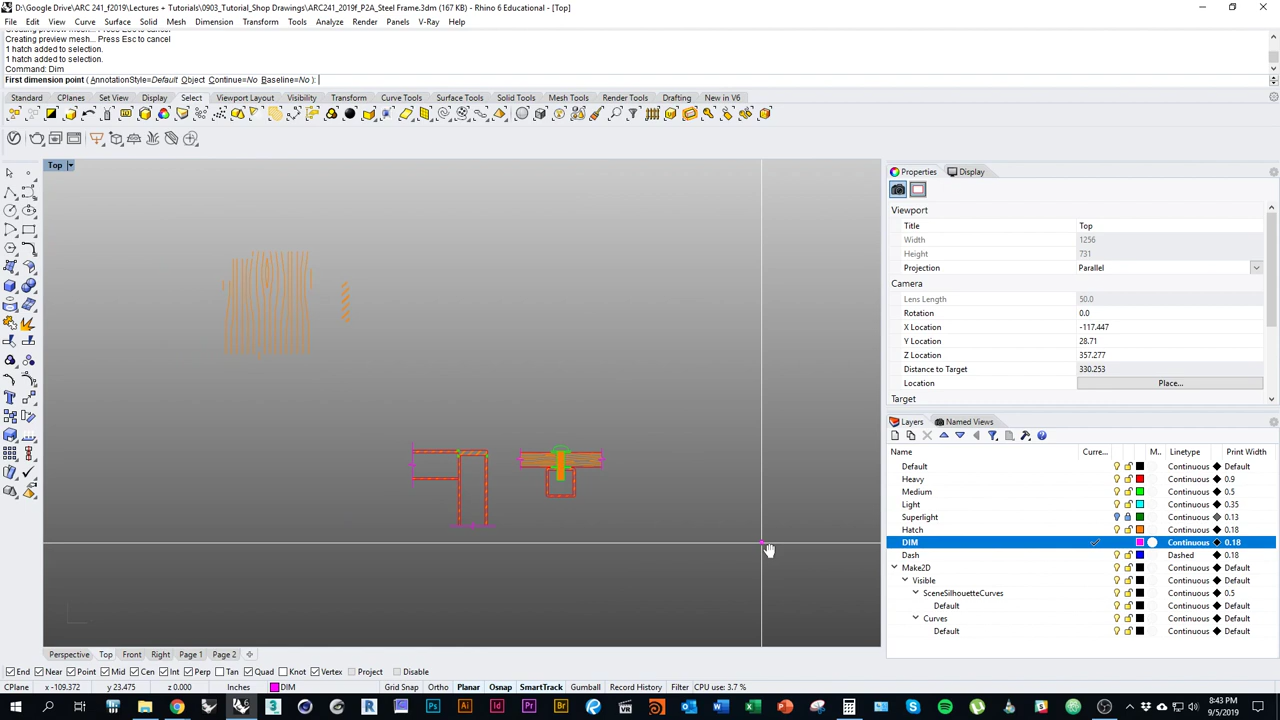 D:\Google Drive\ARC 241_f2019\Lectures + Tutorials\0903_Tutorial_Shop Drawings\ARC241_2019f_P2A_Steel Frame.3dm (167 KB) - Rhino 6 Educational - [Top]
File Edit View Curve Surface Solid Mesh Dimension Transform Tools Analyze Render Panels V-Ray Help
Creating preview mesh... Press Esc to cancel
1 hatch added to selection.
1 hatch added to selection.
Command: Dim
First dimension point ( AnnotationStyle=Default Object Continue=No Baseline=No ):
Standard CPlanes Set View Display Select Viewport Layout Visibility Transform Curve Tools Surface Tools Solid Tools Mesh Tools Render Tools Drafting New in V6
Top
Properties Display
Viewport
Title Top
Width 1256
Height 731
Projection Parallel
Camera
Lens Length 50.0
Rotation 0.0
X Location -117.447
Y Location 28.71
Z Location 357.277
Distance to Target 330.253
Location Place...
Target
Layers Named Views
Name Curre... M.. Linetype Print Width
Default Continuous Default
Heavy Continuous 0.9
Medium Continuous 0.5
Light Continuous 0.35
Superlight Continuous 0.13
Hatch Continuous 0.18
DIM Continuous 0.18
Dash Dashed 0.18
Make2D Continuous Default
Visible Continuous Default
SceneSilhouetteCurves Continuous 0.5
Default Continuous Default
Curves Continuous Default
Default Continuous Default
Perspective Top Front Right Page 1 Page 2
End Near Point Mid Cen Int Perp Tan Quad Knot Vertex Project Disable
CPlane x -109.372 y 23.475 z 0.000 Inches DIM Grid Snap Ortho Planar Osnap SmartTrack Gumball Record History Filter CPU use: 3.7 %
8:43 PM
9/5/2019